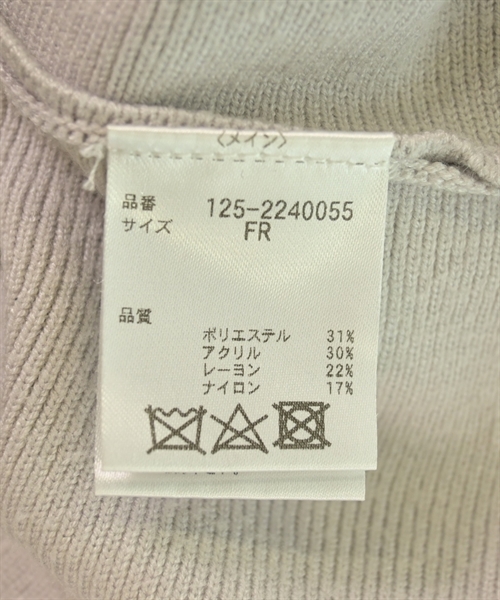 〈メイン〉
品番 125-2240055
サイズ FR
品質
ポリエステル 31%
アクリル 30%
レーヨン 22%
ナイロン 17%